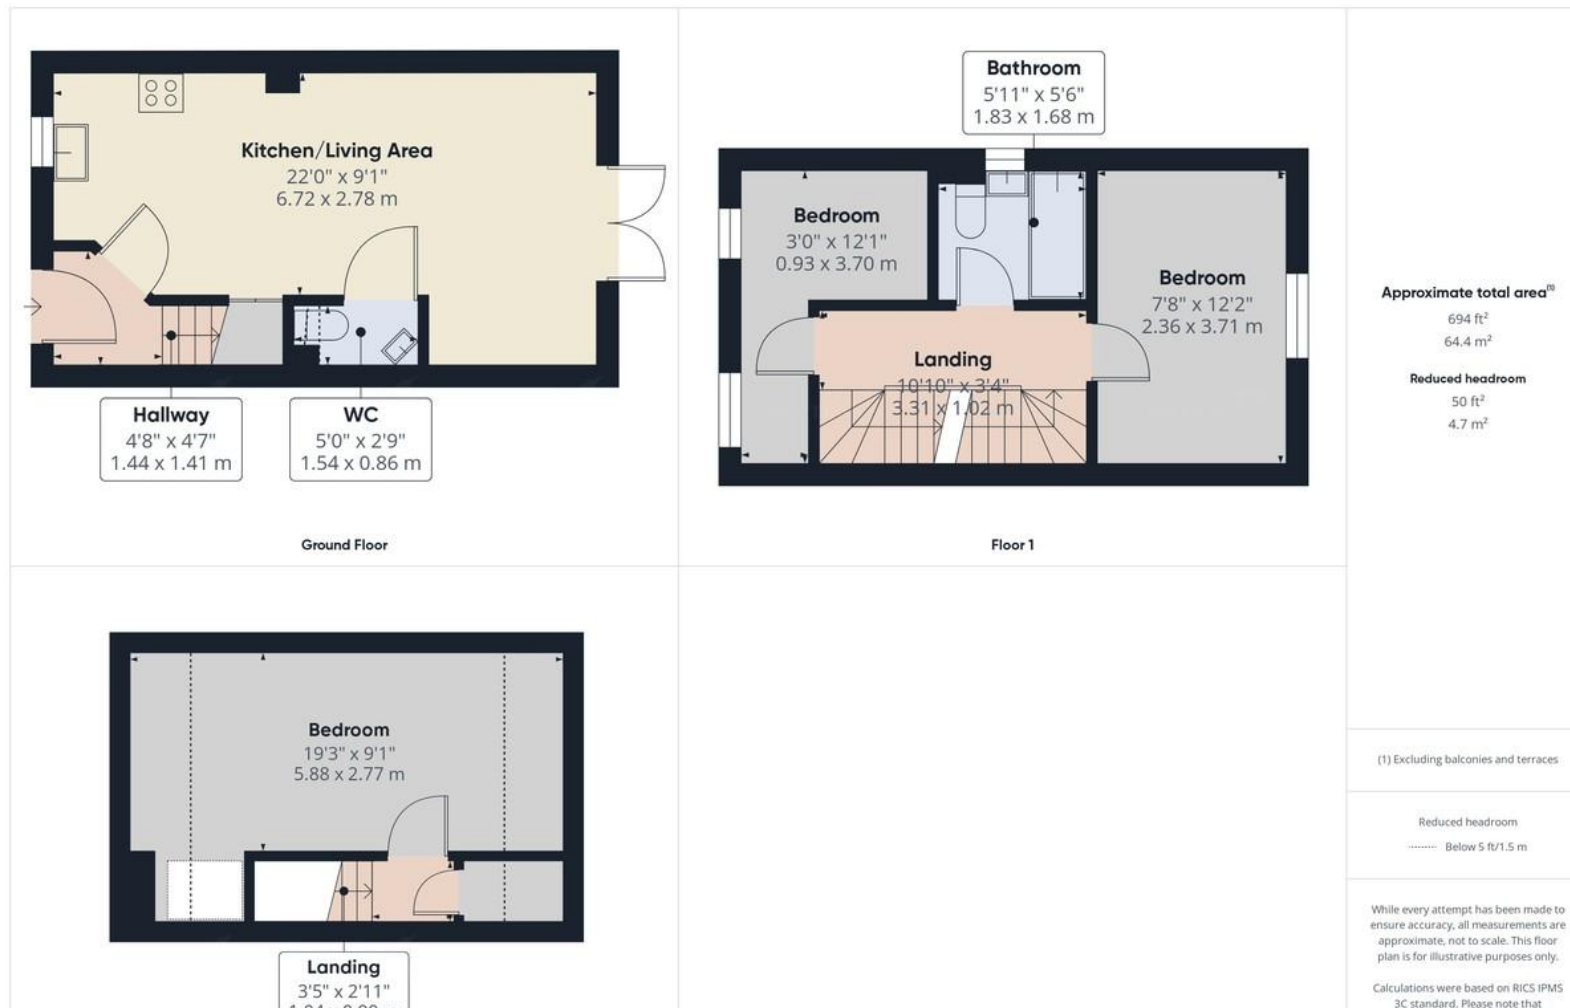 Kitchen/Living Area
22'0" x 9'1"
6.72 x 2.78 m
Hallway
4'8" x 4'7"
1.44 x 1.41 m
WC
5'0" x 2'9"
1.54 x 0.86 m
Ground Floor
Bathroom
5'11" x 5'6"
1.83 x 1.68 m
Bedroom
3'0" x 12'1"
0.93 x 3.70 m
Bedroom
7'8" x 12'2"
2.36 x 3.71 m
Landing
10'10" x 3'4"
3.31 x 1.02 m
Floor 1
Bedroom
19'3" x 9'1"
5.88 x 2.77 m
Landing
3'5" x 2'11"
Approximate total area(1)
694 ft²
64.4 m²
Reduced headroom
50 ft²
4.7 m²
(1) Excluding balconies and terraces
Reduced headroom
Below 5 ft/1.5 m
While every attempt has been made to
ensure accuracy, all measurements are
approximate, not to scale. This floor
plan is for illustrative purposes only.
Calculations were based on RICS IPMS
3C standard. Please note that